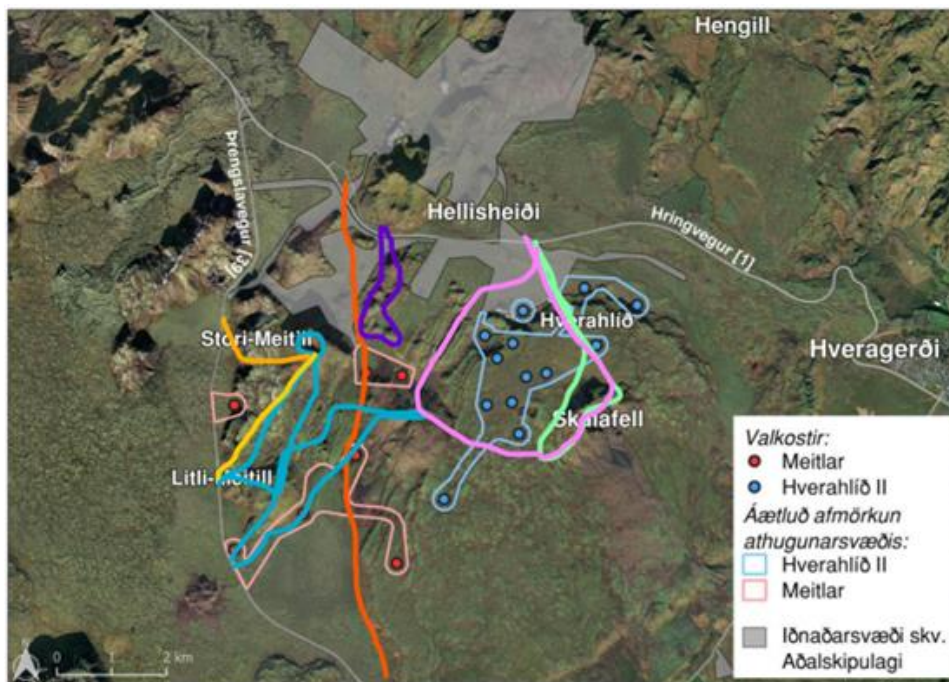 Hengill
Þrengslavegur [39]
Hellisheiði
Hringvegur [1]
Stóri-Meitill
Hverahlíð
Hveragerði
Skálafell
Litli-Meitill
Valkostir:
Meitlar
Hverahlíð II
Áætluð afmörkun
athugunarsvæðis:
Hverahlíð II
Meitlar
Iðnaðarsvæði skv.
Aðalskipulagi
N
0 1 2 km